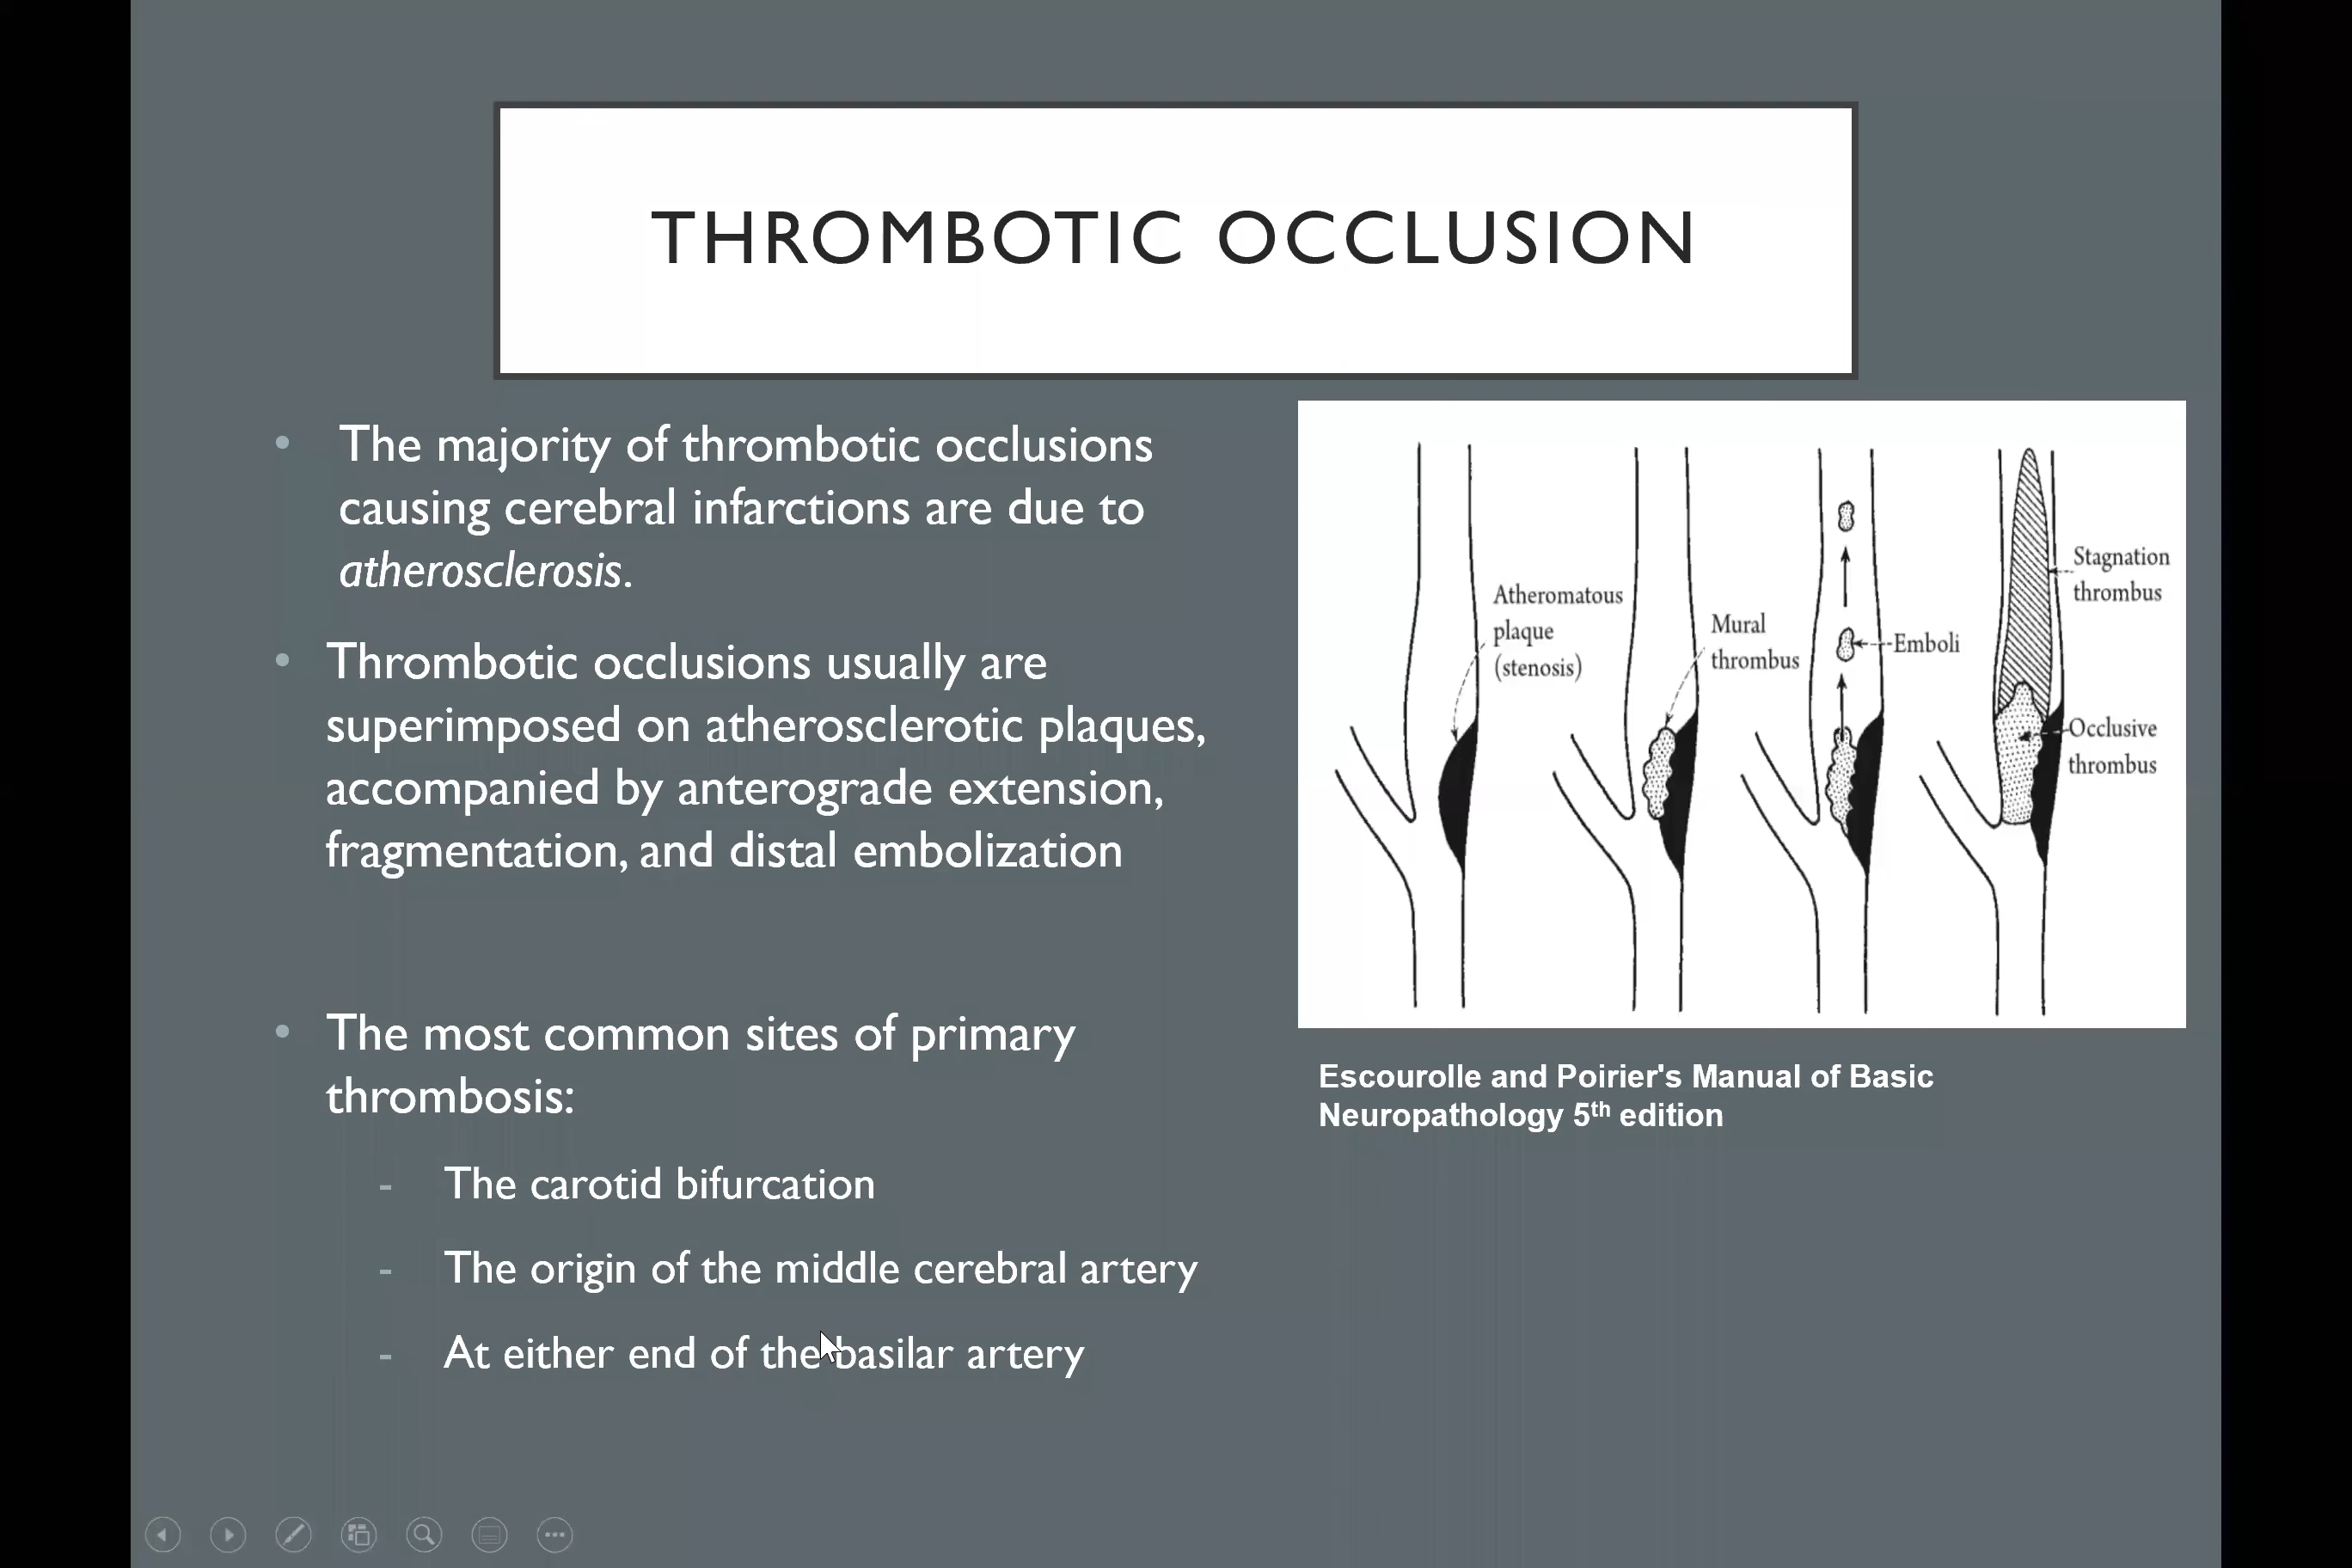 THROMBOTIC OCCLUSION
• The majority of thrombotic occlusions
causing cerebral infarctions are due to
atherosclerosis.
• Thrombotic occlusions usually are
superimposed on atherosclerotic plaques,
accompanied by anterograde extension,
fragmentation, and distal embolization
• The most common sites of primary
thrombosis:
- The carotid bifurcation
- The origin of the middle cerebral artery
- At either end of the basilar artery
Atheromatous
plaque
(stenosis)
Mural
thrombus
Emboli
Stagnation
thrombus
Occlusive
thrombus
Escourolle and Poirier's Manual of Basic
Neuropathology 5th edition